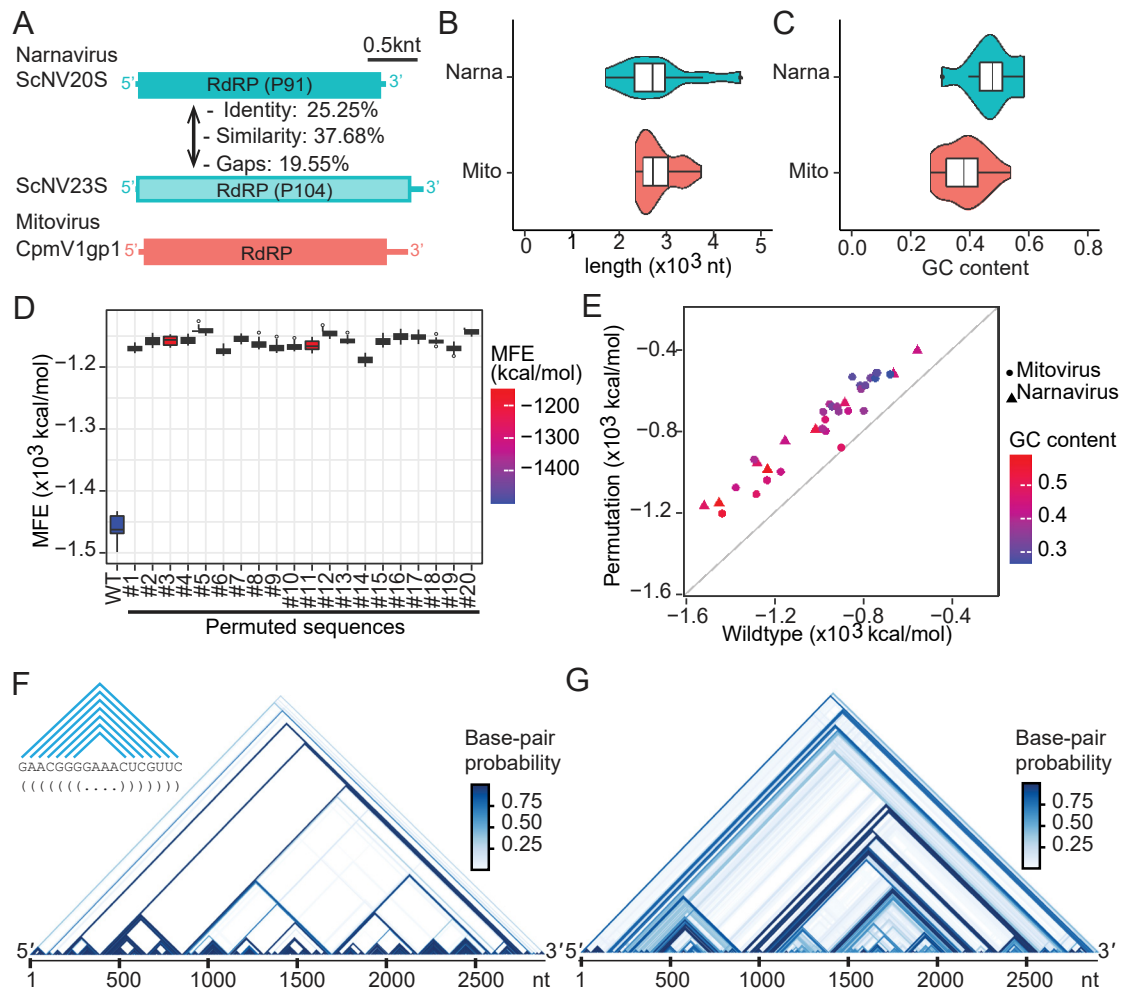 A
Narnavirus
0.5knt
ScNV20S 5' RdRP (P91) 3'
- Identity: 25.25%
- Similarity: 37.68%
- Gaps: 19.55%
ScNV23S 5' RdRP (P104) 3'
Mitovirus
CpmV1gp1 5' RdRP 3'
B
Narna
Mito
0 1 2 3 4 5
length (x10³ nt)
C
Narna
Mito
0.0 0.2 0.4 0.6 0.8
GC content
D
MFE (x10³ kcal/mol)
−1.2
−1.3
−1.4
−1.5
WT #1 #2 #3 #4 #5 #6 #7 #8 #9 #10 #11 #12 #13 #14 #15 #16 #17 #18 #19 #20
Permuted sequences
MFE
(kcal/mol)
−1200
−1300
−1400
E
Permutation (x10³ kcal/mol)
−0.4
−0.8
−1.2
−1.6
−1.6 −1.2 −0.8 −0.4
Wildtype (x10³ kcal/mol)
Mitovirus
Narnavirus
GC content
0.5
0.4
0.3
F
GAACGGGGAAACUCGUUC
(((((((....)))))))
Base-pair
probability
0.75
0.50
0.25
5′ 3′
1 500 1000 1500 2000 2500 nt
G
Base-pair
probability
0.75
0.50
0.25
5′ 3′
1 500 1000 1500 2000 2500 nt